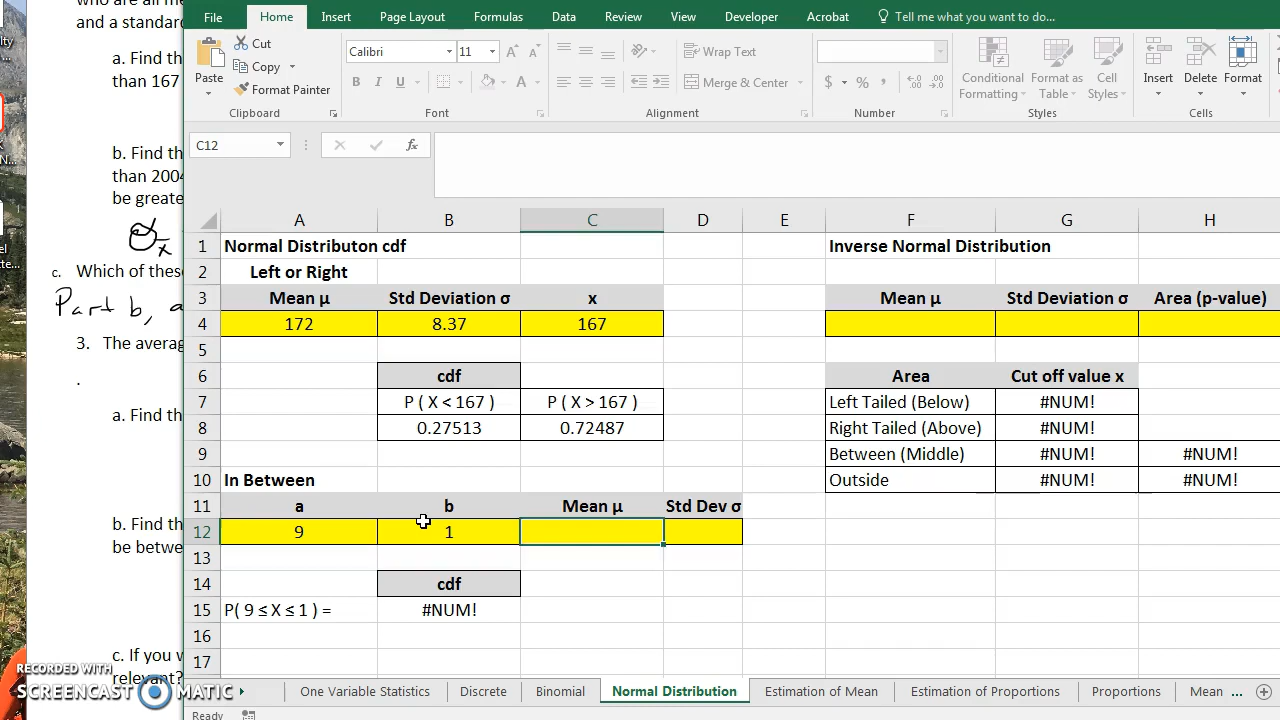 who are all me
and a standard
a. Find th
than 167
b. Find th
than 2004
be greate
σx̄
c. Which of these
Part b, a
3. The averag
.
a. Find th
b. Find th
be betwe
c. If you v
relevant?
File Home Insert Page Layout Formulas Data Review View Developer Acrobat Tell me what you want to do...
Paste Cut
Copy
Format Painter
Calibri 11
B I U A
Wrap Text
Merge & Center
$ % ,
Conditional Formatting Format as Table Cell Styles
Insert Delete Format
Clipboard Font Alignment Number Styles Cells
C12 fx
A B C D E F G H
1 Normal Distributon cdf Inverse Normal Distribution
2 Left or Right
3 Mean μ Std Deviation σ x Mean μ Std Deviation σ Area (p-value)
4 172 8.37 167
5
6 cdf Area Cut off value x
7 P ( X < 167 ) P ( X > 167 ) Left Tailed (Below) #NUM!
8 0.27513 0.72487 Right Tailed (Above) #NUM!
9 Between (Middle) #NUM! #NUM!
10 In Between Outside #NUM! #NUM!
11 a b Mean μ Std Dev σ
12 9 1
13
14 cdf
15 P( 9 ≤ X ≤ 1 ) = #NUM!
16
17
One Variable Statistics Discrete Binomial Normal Distribution Estimation of Mean Estimation of Proportions Proportions Mean ...
Ready
RECORDED WITH
SCREENCAST MATIC